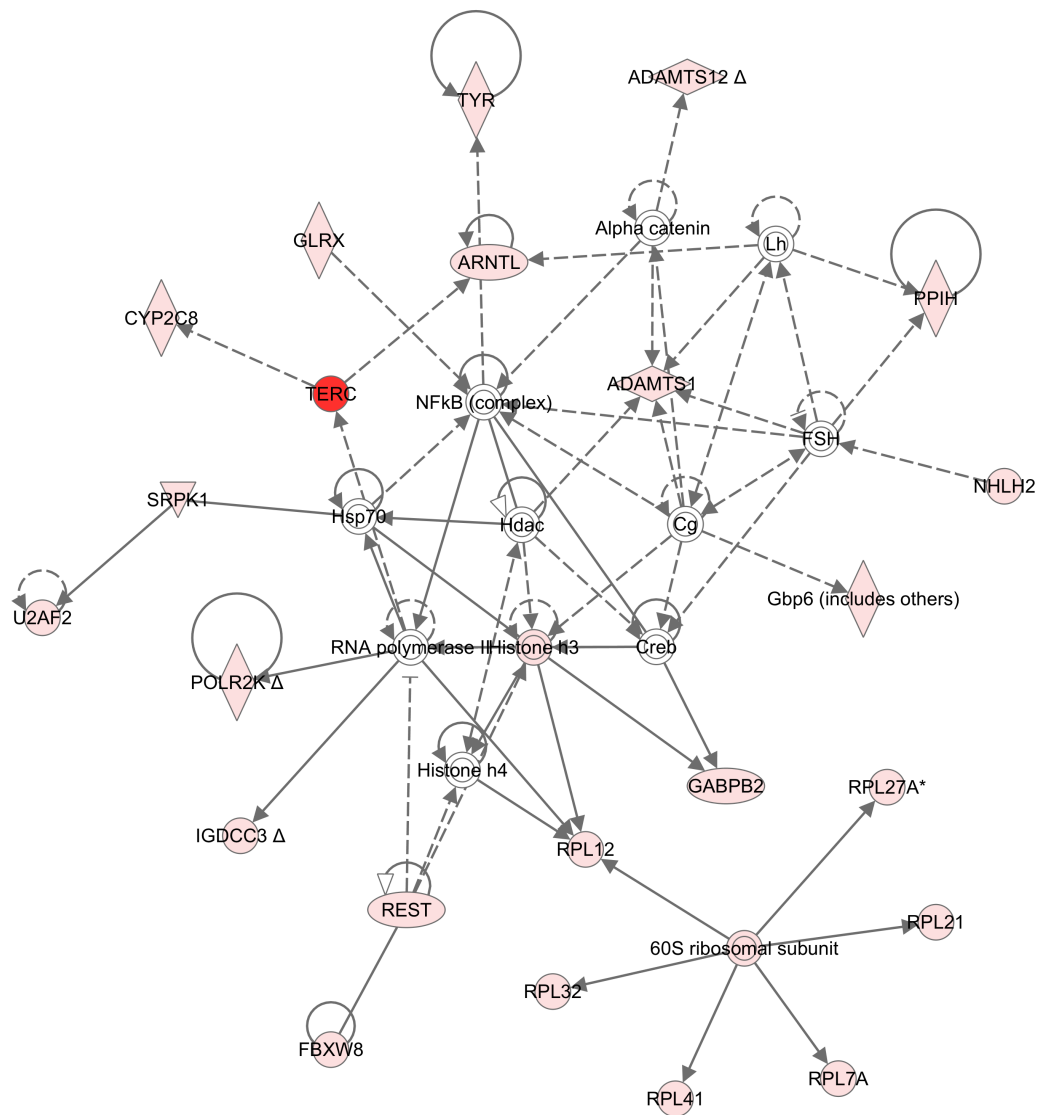 TYR
ADAMTS12 Δ
Alpha catenin
GLRX
Lh
ARNTL
PPIH
CYP2C8
ADAMTS1
TERC
NFkB (complex)
FSH
NHLH2
SRPK1
Hsp70
Hdac
Cg
Gbp6 (includes others)
U2AF2
RNA polymerase II
Histone h3
Creb
POLR2K Δ
Histone h4
GABPB2
RPL27A*
IGDCC3 Δ
RPL12
REST
RPL21
60S ribosomal subunit
RPL32
FBXW8
RPL7A
RPL41